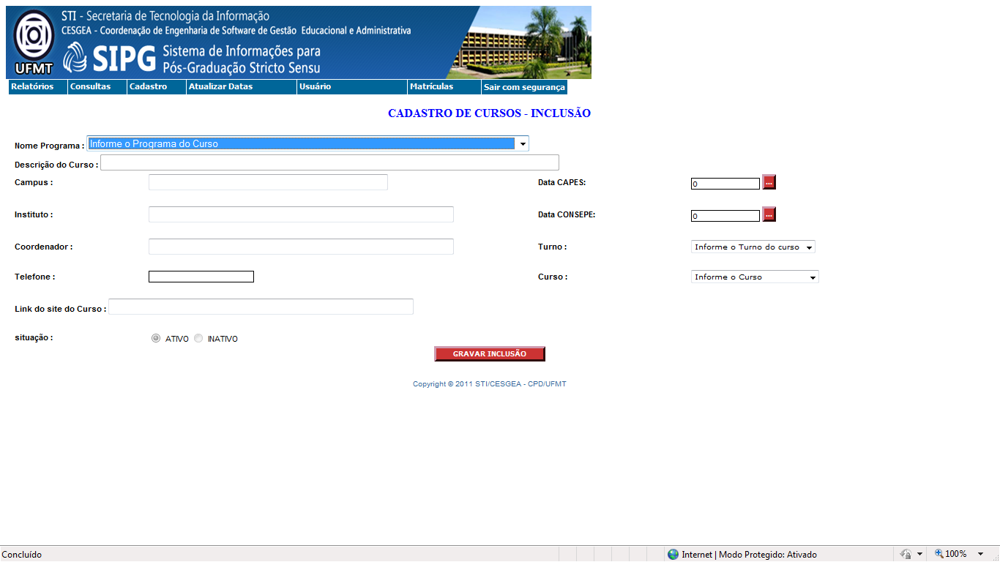 STI - Secretaria de Tecnologia da Informação
CESGEA - Coordenação de Engenharia de Software de Gestão Educacional e Administrativa
UFMT
SIPG Sistema de Informações para
Pós-Graduação Stricto Sensu
Relatórios Consultas Cadastro Atualizar Datas Usuário Matrículas Sair com segurança
CADASTRO DE CURSOS - INCLUSÃO
Nome Programa : Informe o Programa do Curso
Descrição do Curso :
Campus : Data CAPES: 0 ...
Instituto : Data CONSEPE: 0 ...
Coordenador : Turno : Informe o Turno do curso
Telefone : Curso : Informe o Curso
Link do site do Curso :
situação : ATIVO INATIVO
GRAVAR INCLUSÃO
Copyright © 2011 STI/CESGEA - CPD/UFMT
Concluído Internet | Modo Protegido: Ativado 100%